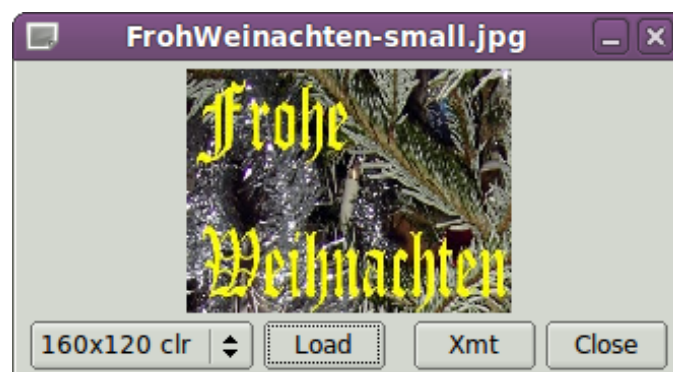 FrohWeinachten-small.jpg
Frohe
Weihnachten
160x120 clr Load Xmt Close